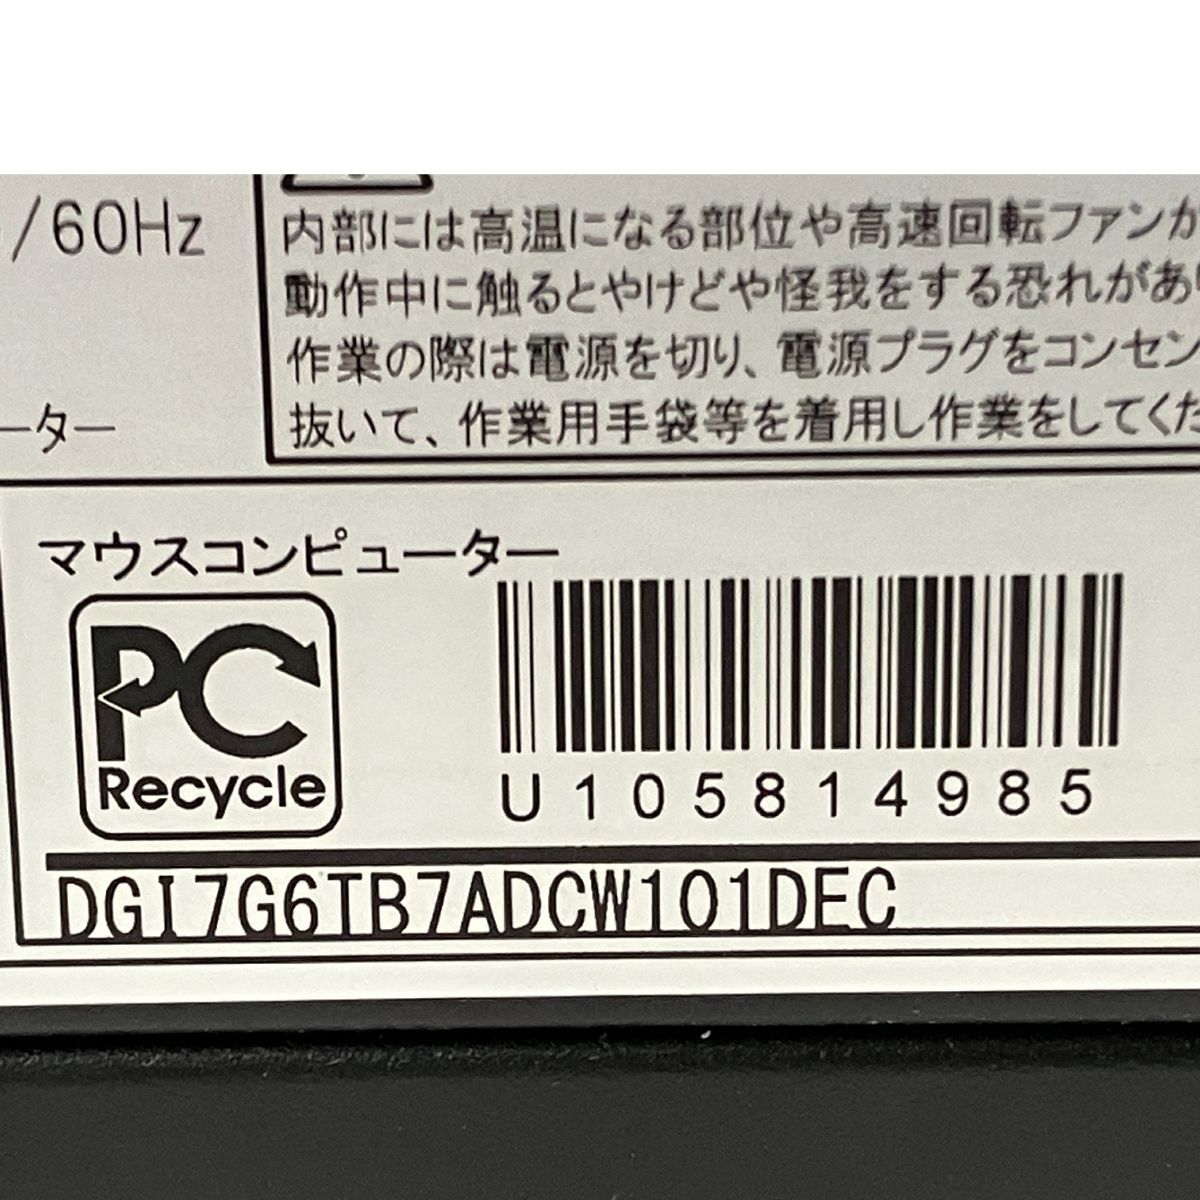 /60Hz
内部には高温になる部位や高速回転ファンが
動作中に触るとやけどや怪我をする恐れがあり
作業の際は電源を切り、電源プラグをコンセン
抜いて、作業用手袋等を着用し作業をしてくだ
ーター
マウスコンピューター
PC
Recycle
U105814985
DGI7G6TB7ADCW101DEC